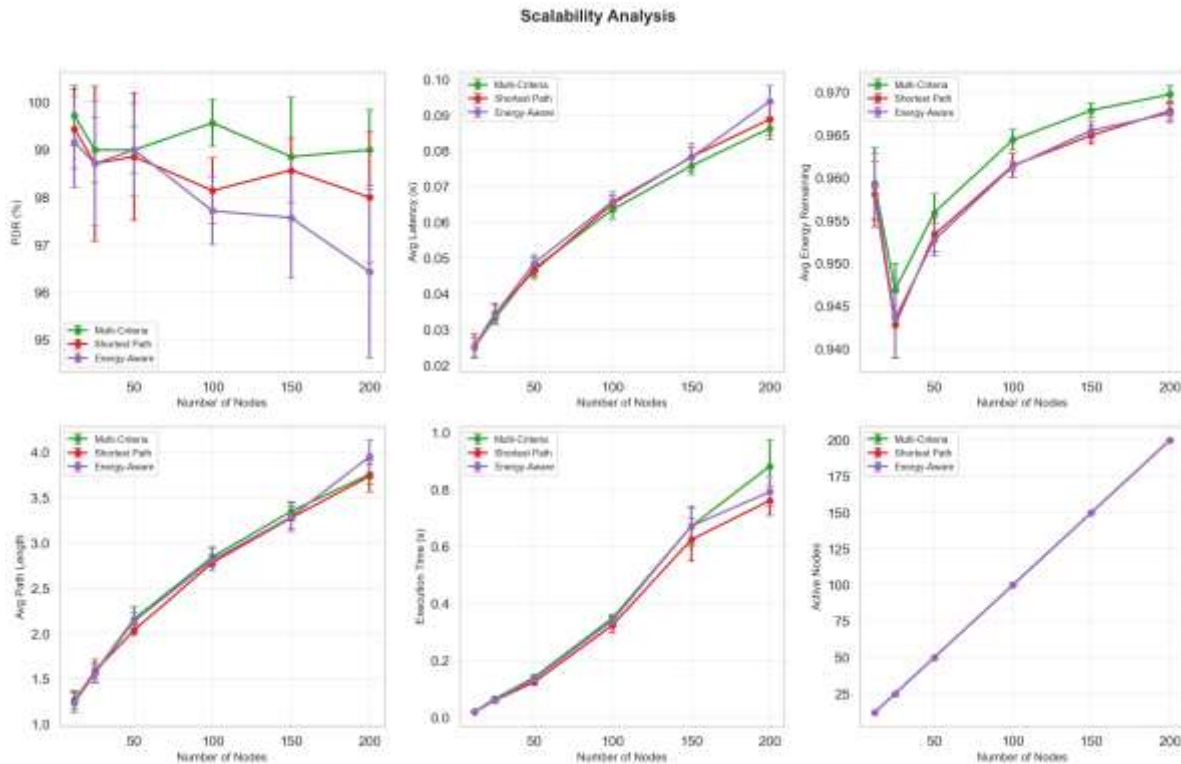 Scalability Analysis
PDR (%)
100
99
98
97
96
95
Multi-Criteria
Shortest Path
Energy-Aware
50
100
150
200
Number of Nodes
Avg Latency (s)
0.10
0.09
0.08
0.07
0.06
0.05
0.04
0.03
0.02
Multi-Criteria
Shortest Path
Energy-Aware
50
100
150
200
Number of Nodes
Avg Energy Remaining
0.970
0.965
0.960
0.955
0.950
0.945
0.940
Multi-Criteria
Shortest Path
Energy-Aware
50
100
150
200
Number of Nodes
Avg Path Length
4.0
3.5
3.0
2.5
2.0
1.5
1.0
Multi-Criteria
Shortest Path
Energy-Aware
50
100
150
200
Number of Nodes
Execution Time (s)
1.0
0.8
0.6
0.4
0.2
0.0
Multi-Criteria
Shortest Path
Energy-Aware
50
100
150
200
Number of Nodes
Active Nodes
200
175
150
125
100
75
50
25
Multi-Criteria
Shortest Path
Energy-Aware
50
100
150
200
Number of Nodes